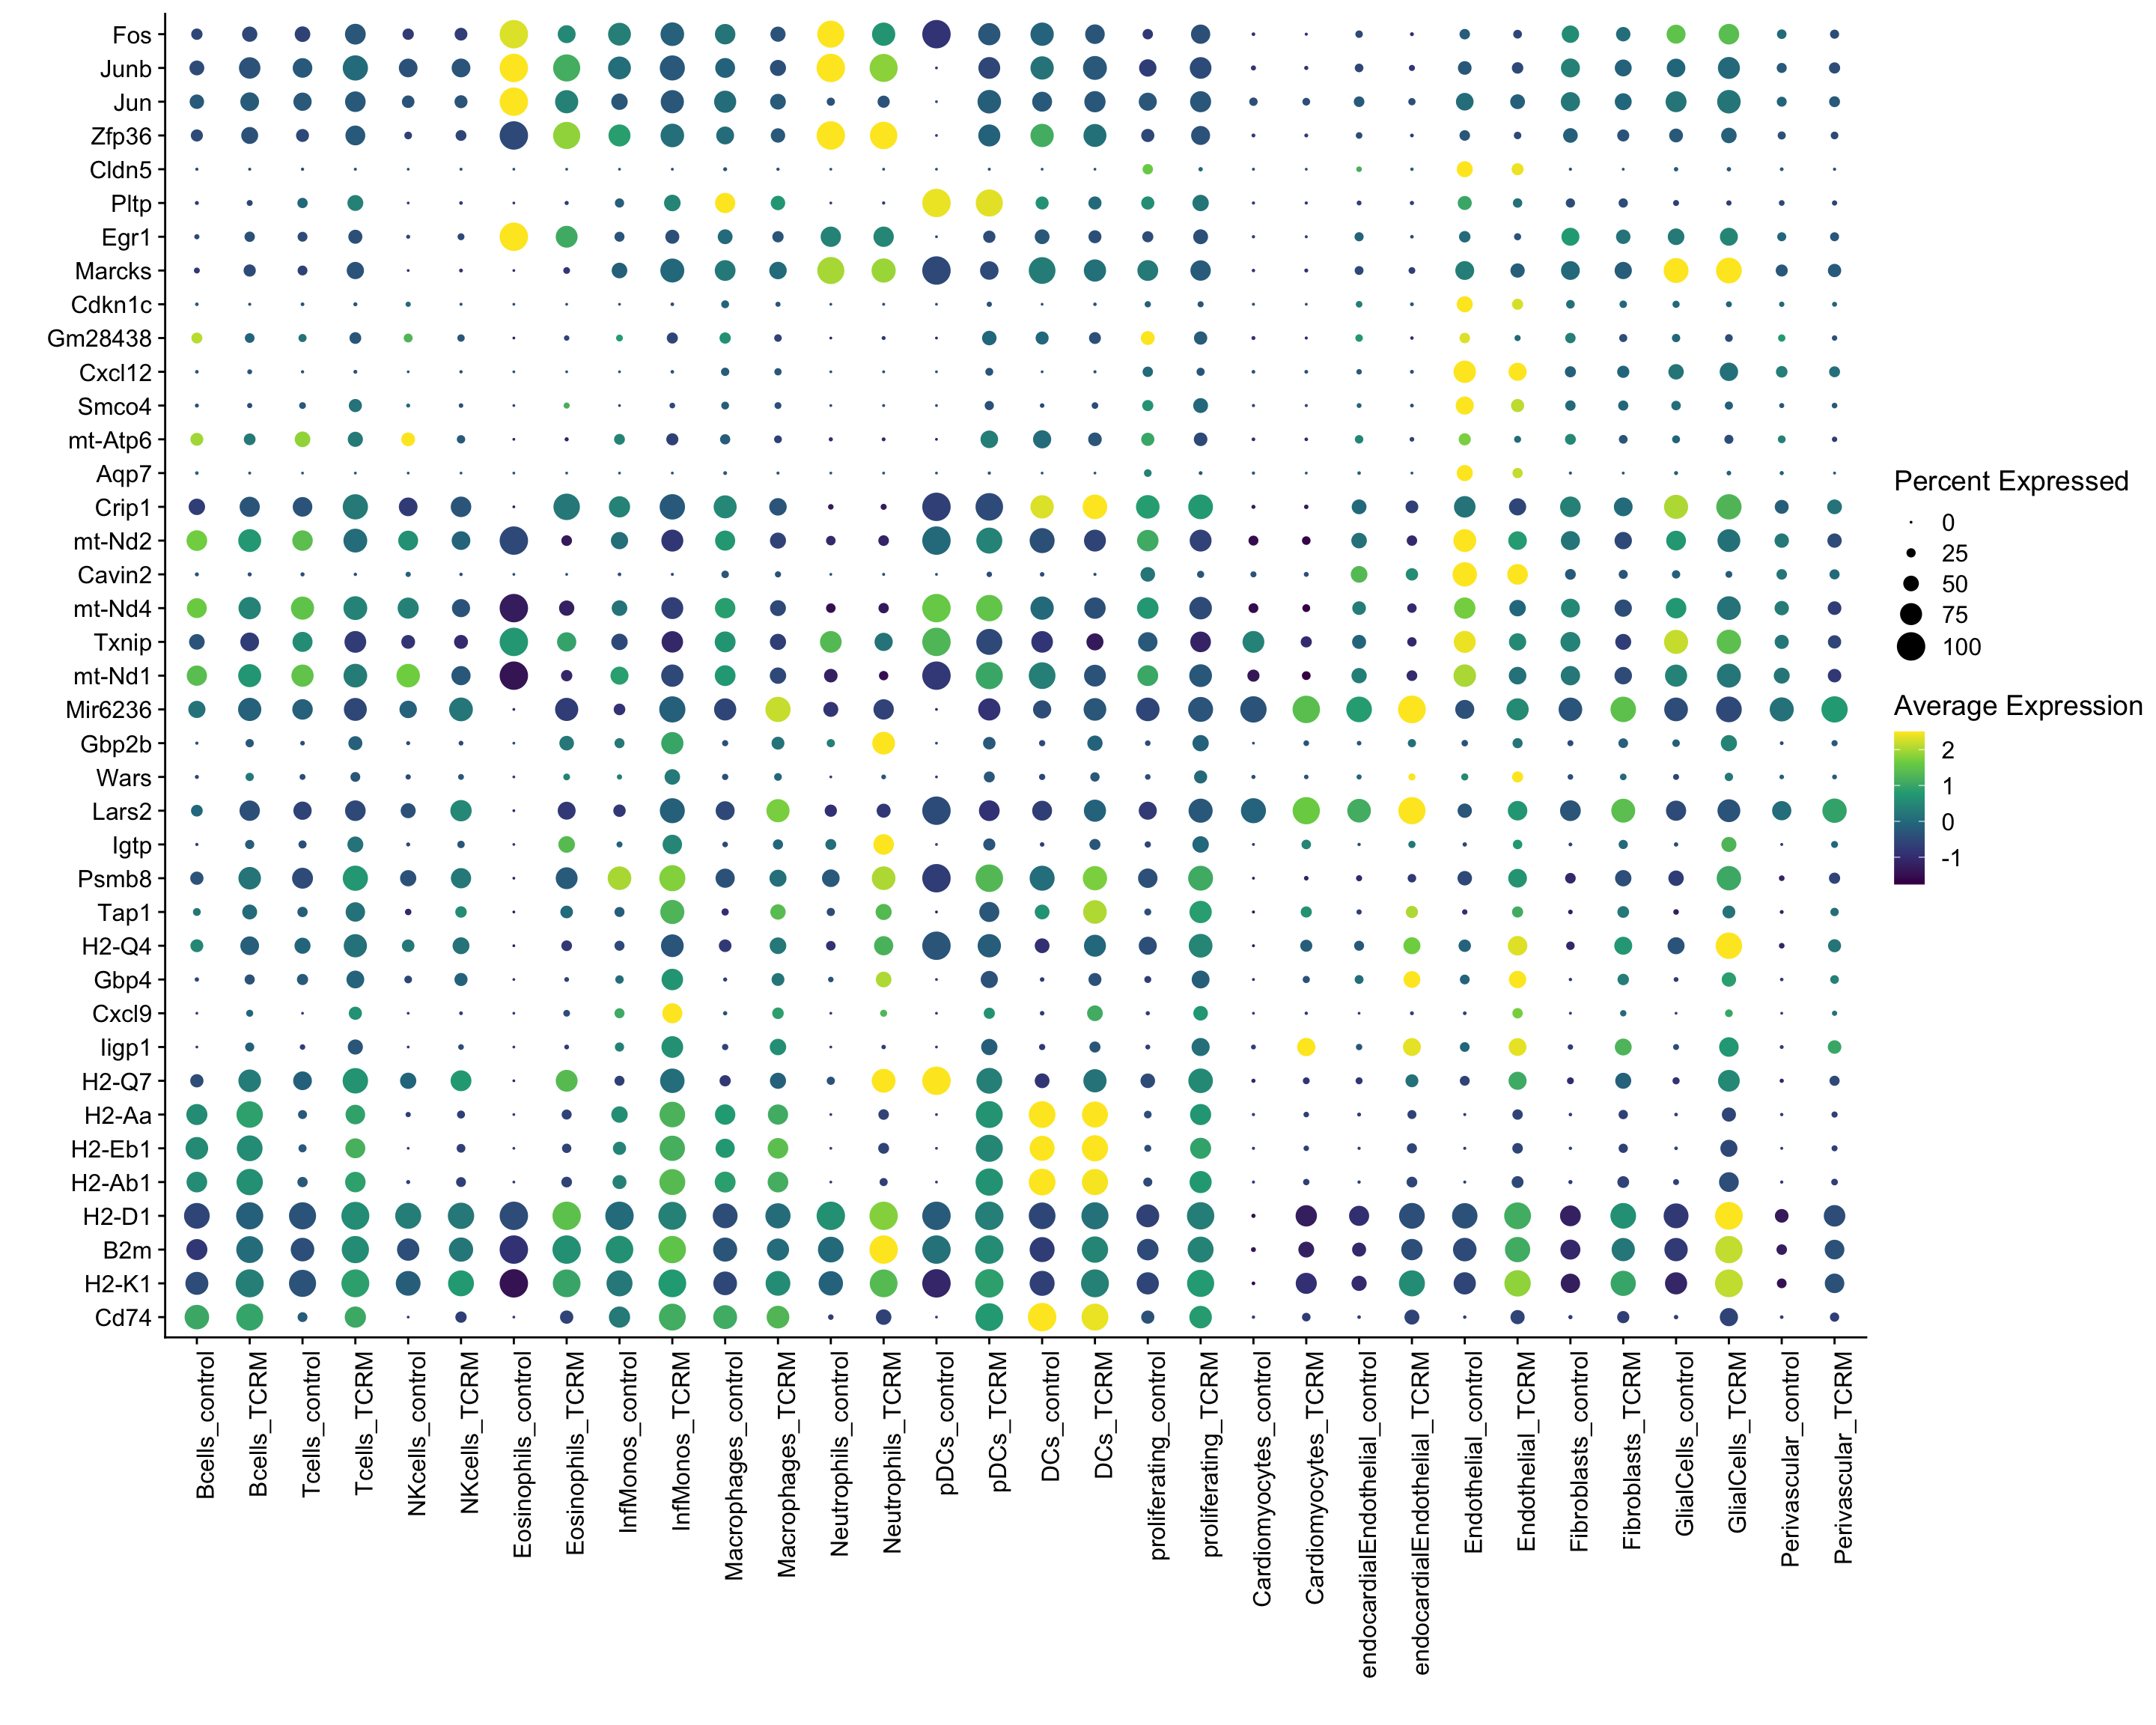 Fos
Junb
Jun
Zfp36
Cldn5
Pltp
Egr1
Marcks
Cdkn1c
Gm28438
Cxcl12
Smco4
mt-Atp6
Aqp7
Crip1
mt-Nd2
Cavin2
mt-Nd4
Txnip
mt-Nd1
Mir6236
Gbp2b
Wars
Lars2
Igtp
Psmb8
Tap1
H2-Q4
Gbp4
Cxcl9
Iigp1
H2-Q7
H2-Aa
H2-Eb1
H2-Ab1
H2-D1
B2m
H2-K1
Cd74
Bcells_control
Bcells_TCRM
Tcells_control
Tcells_TCRM
NKcells_control
NKcells_TCRM
Eosinophils_control
Eosinophils_TCRM
InfMonos_control
InfMonos_TCRM
Macrophages_control
Macrophages_TCRM
Neutrophils_control
Neutrophils_TCRM
pDCs_control
pDCs_TCRM
DCs_control
DCs_TCRM
proliferating_control
proliferating_TCRM
Cardiomyocytes_control
Cardiomyocytes_TCRM
endocardialEndothelial_control
endocardialEndothelial_TCRM
Endothelial_control
Endothelial_TCRM
Fibroblasts_control
Fibroblasts_TCRM
GlialCells_control
GlialCells_TCRM
Perivascular_control
Perivascular_TCRM
Percent Expressed
0
25
50
75
100
Average Expression
2
1
0
-1